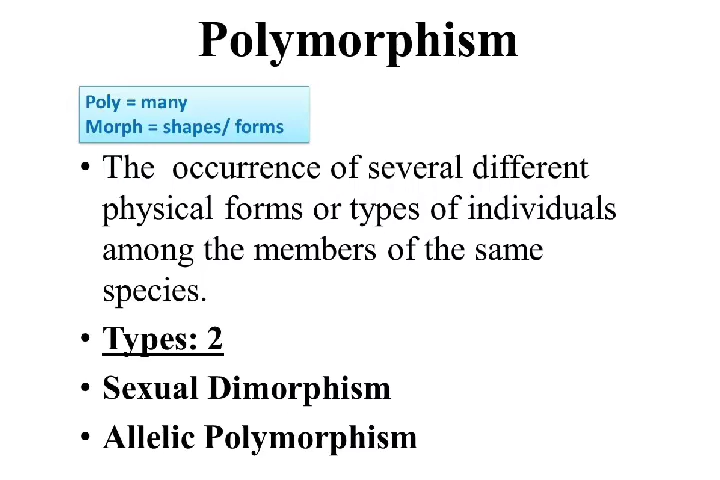 Polymorphism
Poly = many
Morph = shapes/ forms
• The occurrence of several different
physical forms or types of individuals
among the members of the same
species.
• Types: 2
• Sexual Dimorphism
• Allelic Polymorphism